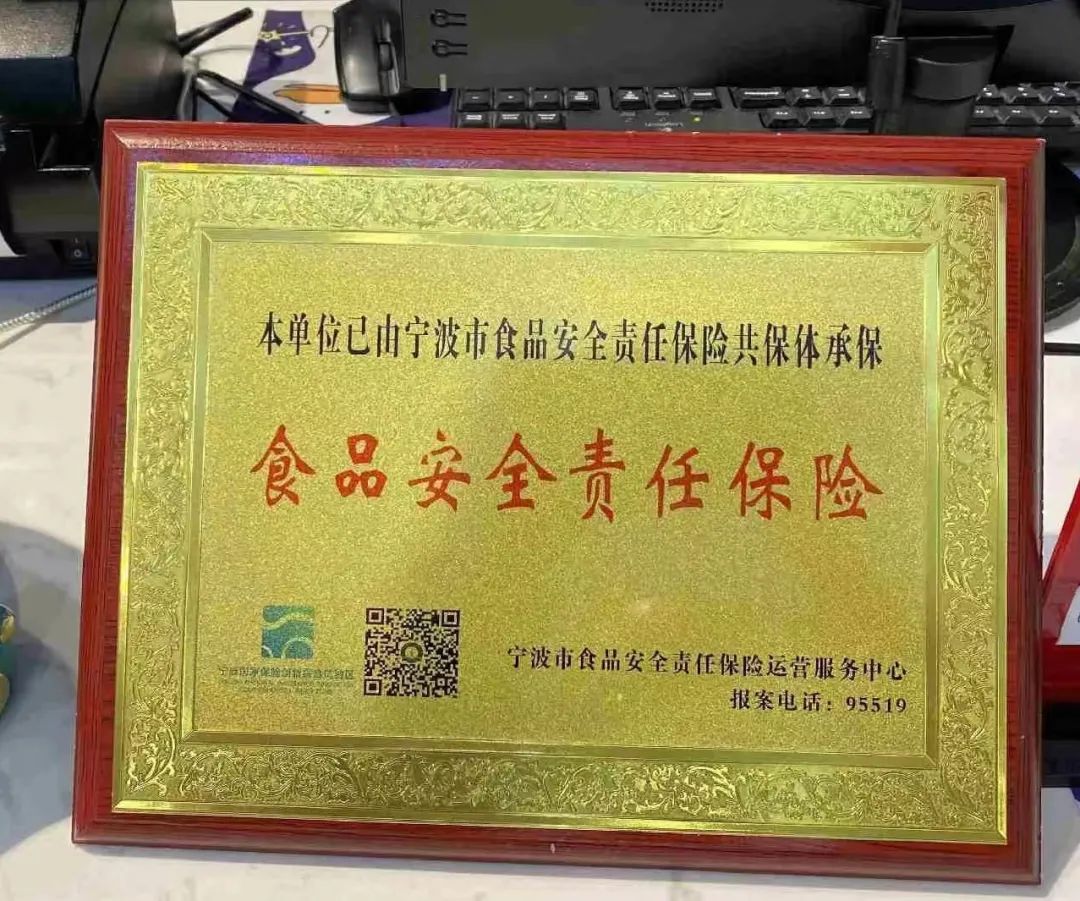 本单位已由宁波市食品安全责任保险共保体承保
食品安全责任保险
宁波市食品安全责任保险运营服务中心
报案电话：95519